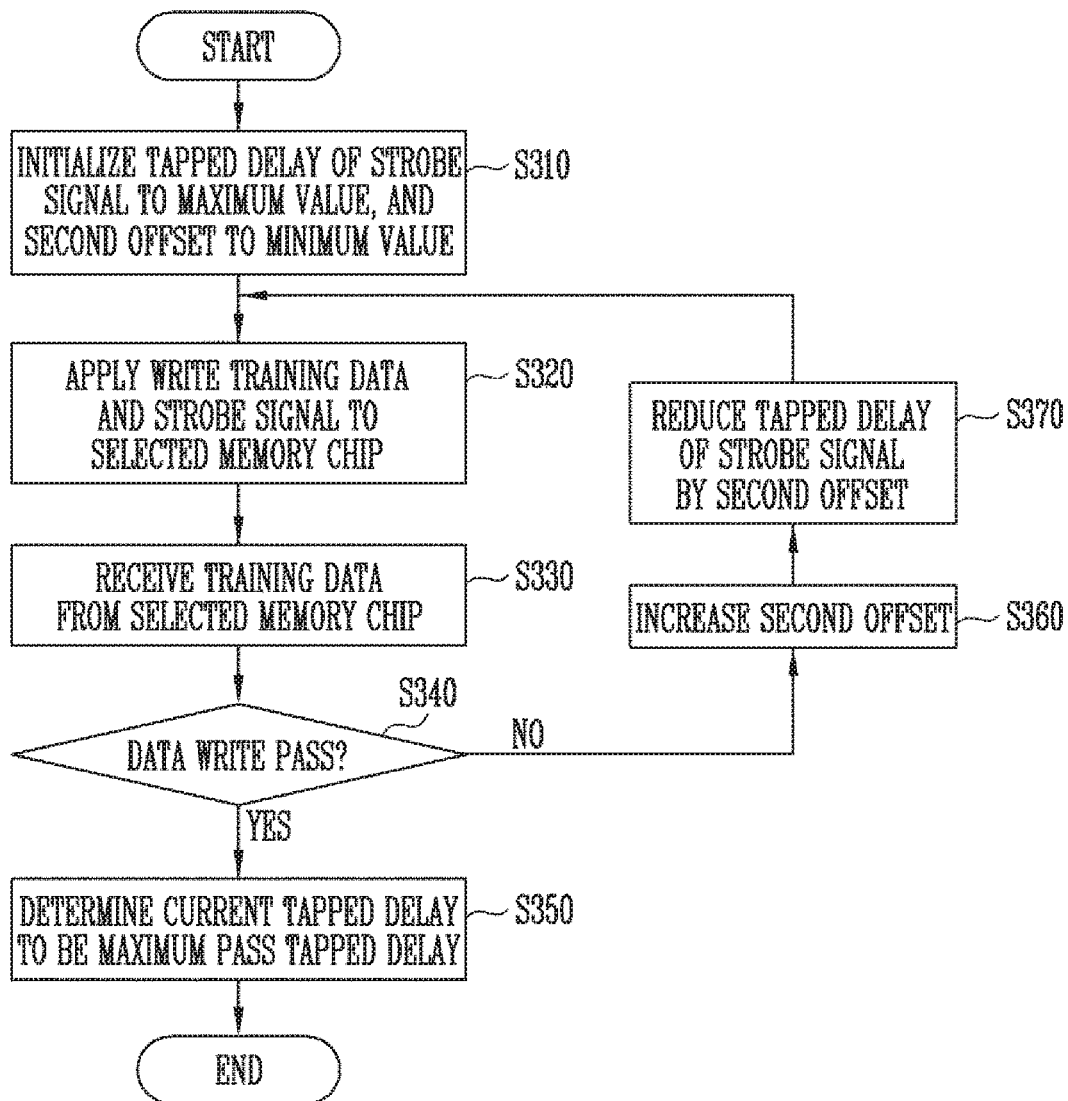 START
INITIALIZE TAPPED DELAY OF STROBE
SIGNAL TO MAXIMUM VALUE, AND
SECOND OFFSET TO MINIMUM VALUE
S310
APPLY WRITE TRAINING DATA
AND STROBE SIGNAL TO
SELECTED MEMORY CHIP
S320
RECEIVE TRAINING DATA
FROM SELECTED MEMORY CHIP
S330
DATA WRITE PASS?
S340
NO
YES
REDUCE TAPPED DELAY
OF STROBE SIGNAL
BY SECOND OFFSET
S370
INCREASE SECOND OFFSET
S360
DETERMINE CURRENT TAPPED DELAY
TO BE MAXIMUM PASS TAPPED DELAY
S350
END